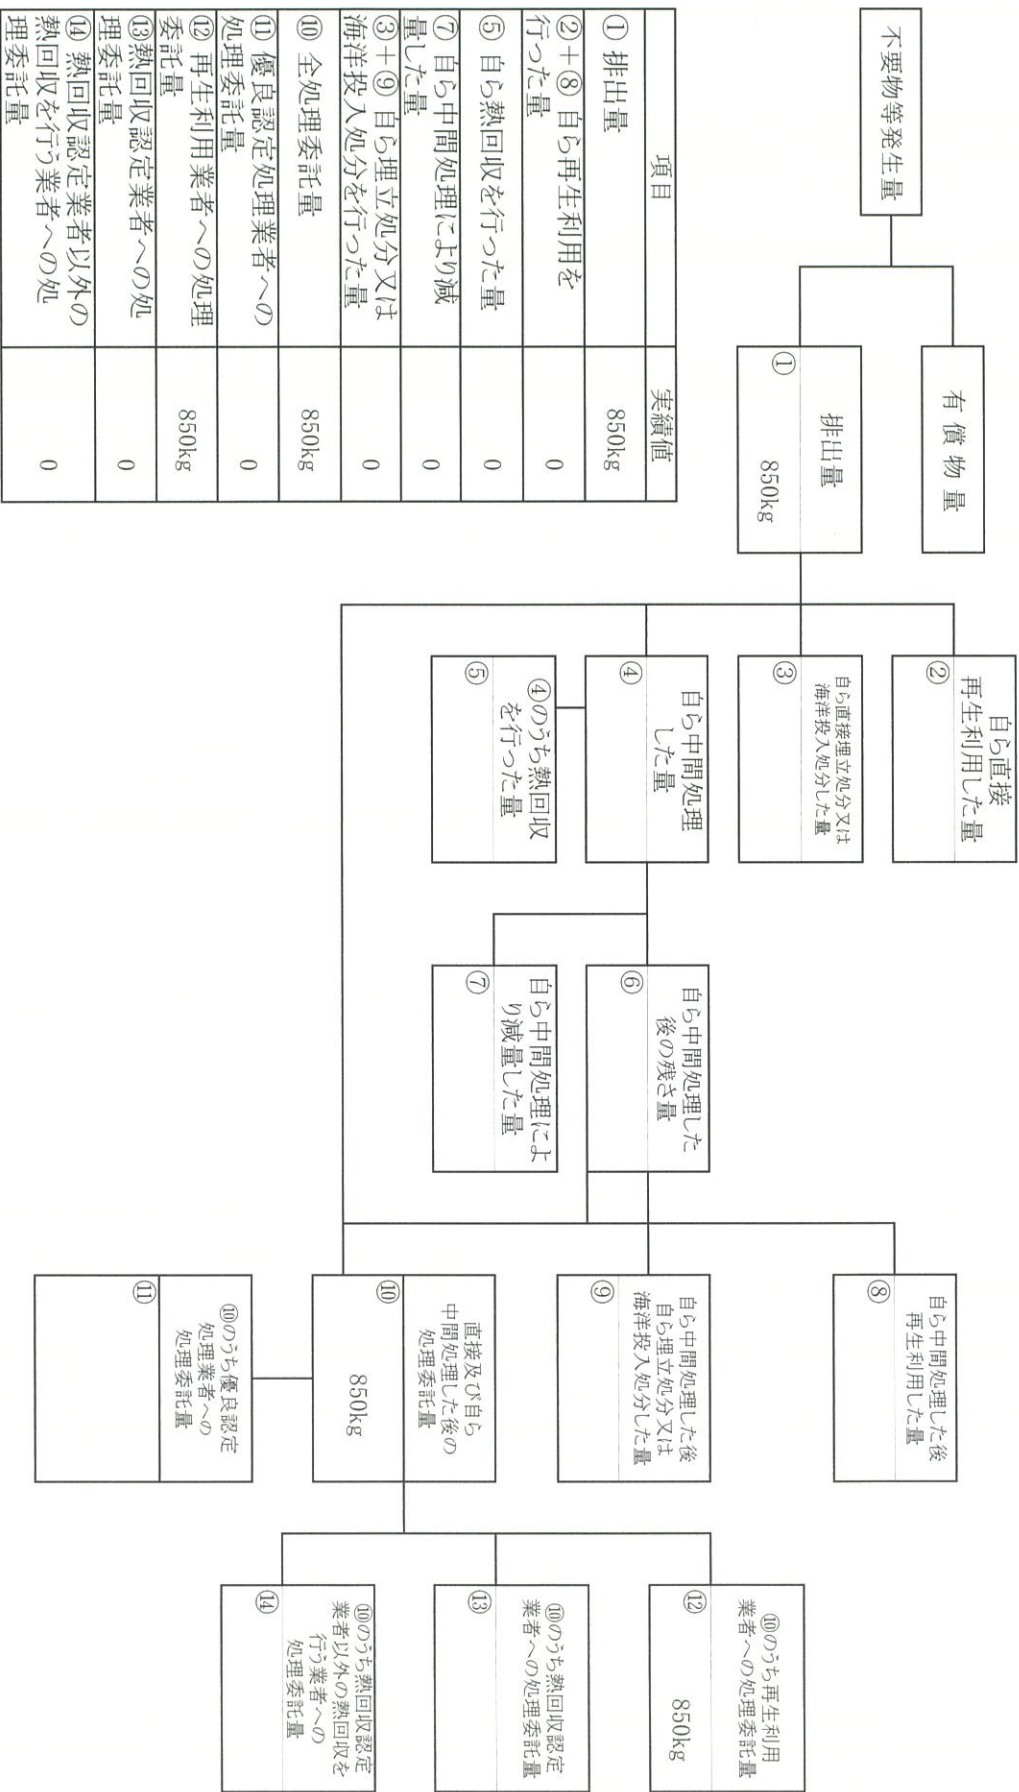 不要物等発生量
有 償 物 量
排出量
①
850kg
自ら直接
再生利用した量
②
自ら直接埋立処分又は
海洋投入処分した量
③
自ら中間処理
した量
④
④のうち熱回収
を行った量
⑤
自ら中間処理した
後の残さ量
⑥
自ら中間処理によ
り減量した量
⑦
自ら中間処理した後
再生利用した量
⑧
自ら中間処理した後
自ら埋立処分又は
海洋投入処分した量
⑨
直接及び自ら
中間処理した後の
処理委託量
⑩
850kg
⑩のうち優良認定
処理業者への
処理委託量
⑪
⑩のうち再生利用
業者への処理委託量
⑫
850kg
⑩のうち熱回収認定
業者への処理委託量
⑬
⑩のうち熱回収認定
業者以外の熱回収を
行う業者への
処理委託量
⑭
項目 実績値
① 排出量 850kg
②+⑧ 自ら再生利用を
行った量 0
⑤ 自ら熱回収を行った量 0
⑦ 自ら中間処理により減
量した量 0
③+⑨ 自ら埋立処分又は
海洋投入処分を行った量 0
⑩ 全処理委託量 850kg
⑪ 優良認定処理業者への
処理委託量 0
⑫ 再生利用業者への処理
委託量 850kg
⑬熱回収認定業者への処
理委託量 0
⑭ 熱回収認定業者以外の
熱回収を行う業者への処
理委託量 0